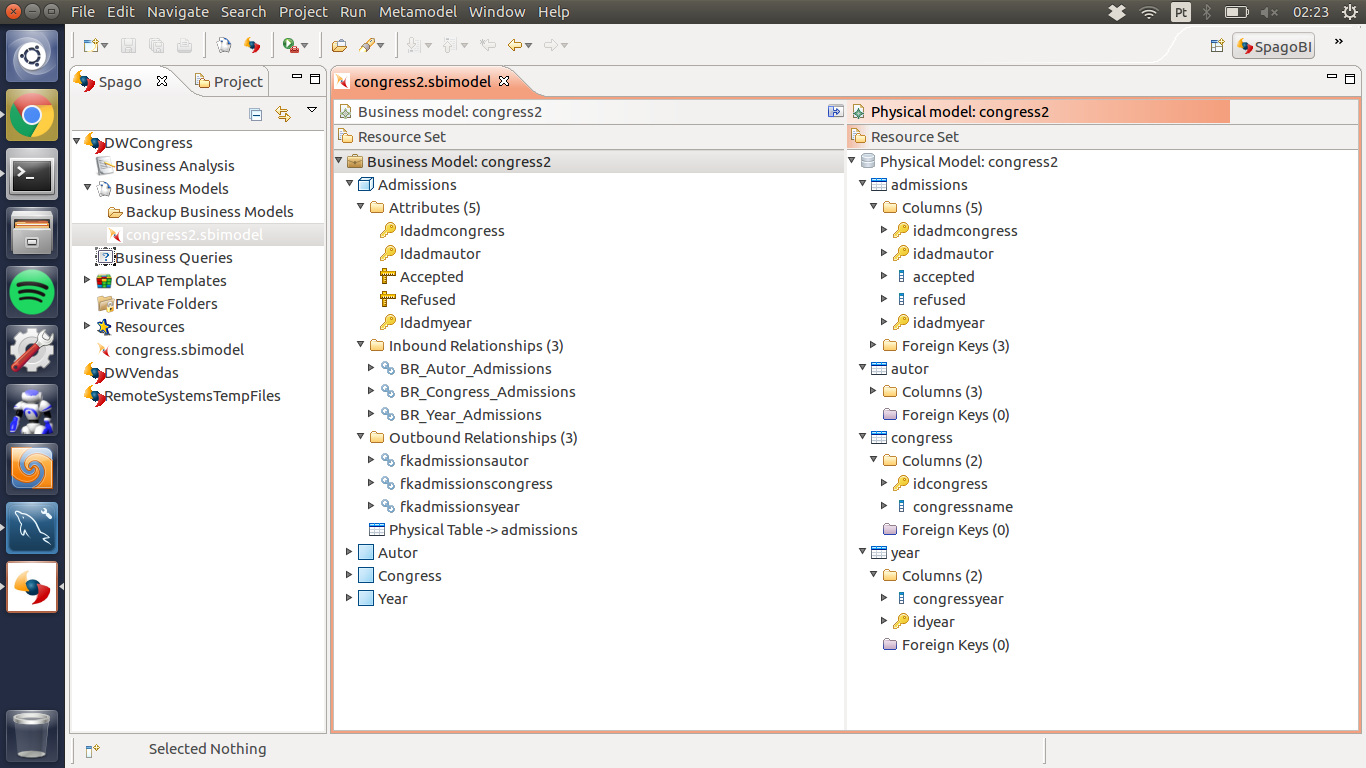 File Edit Navigate Search Project Run Metamodel Window Help
Pt
02:23
SpagoBI
»
Spago
Project
DWCongress
Business Analysis
Business Models
Backup Business Models
congress2.sbimodel
Business Queries
OLAP Templates
Private Folders
Resources
congress.sbimodel
DWVendas
RemoteSystemsTempFiles
congress2.sbimodel
Business model: congress2
Resource Set
Business Model: congress2
Admissions
Attributes (5)
Idadmcongress
Idadmautor
Accepted
Refused
Idadmyear
Inbound Relationships (3)
BR_Autor_Admissions
BR_Congress_Admissions
BR_Year_Admissions
Outbound Relationships (3)
fkadmissionsautor
fkadmissionscongress
fkadmissionsyear
Physical Table -> admissions
Autor
Congress
Year
Physical model: congress2
Resource Set
Physical Model: congress2
admissions
Columns (5)
idadmcongress
idadmautor
accepted
refused
idadmyear
Foreign Keys (3)
autor
Columns (3)
Foreign Keys (0)
congress
Columns (2)
idcongress
congressname
Foreign Keys (0)
year
Columns (2)
congressyear
idyear
Foreign Keys (0)
Selected Nothing